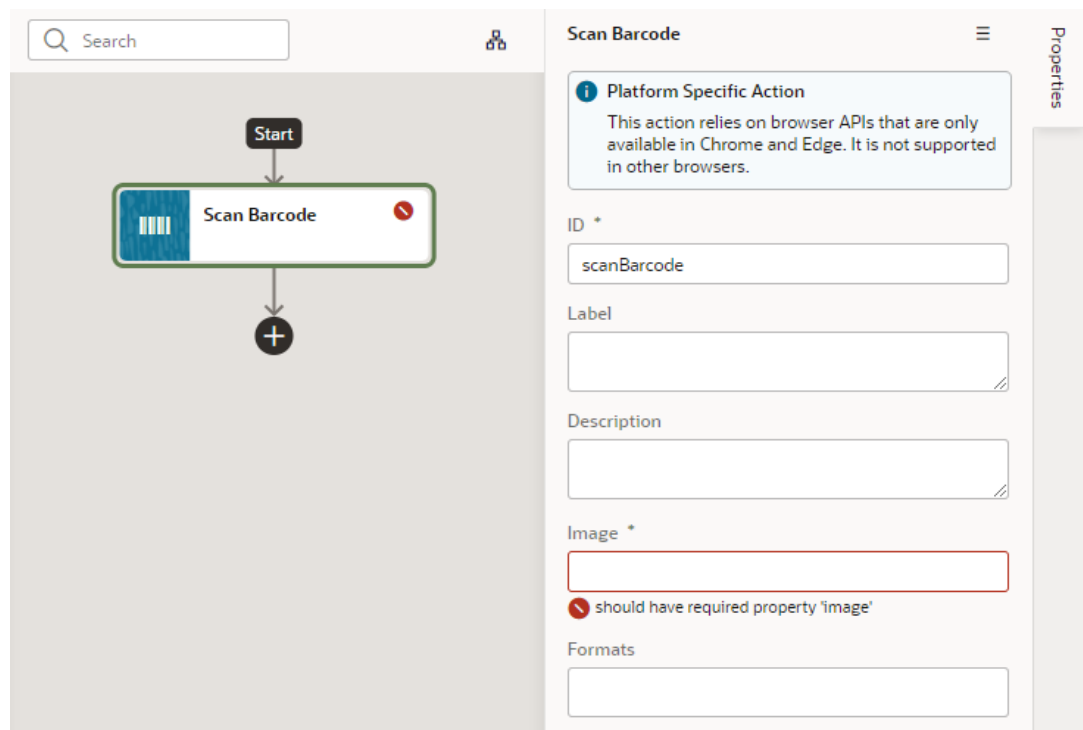 Search
Start
Scan Barcode
Scan Barcode
Platform Specific Action
This action relies on browser APIs that are only
available in Chrome and Edge. It is not supported
in other browsers.
ID *
scanBarcode
Label
Description
Image *
should have required property 'image'
Formats
Properties